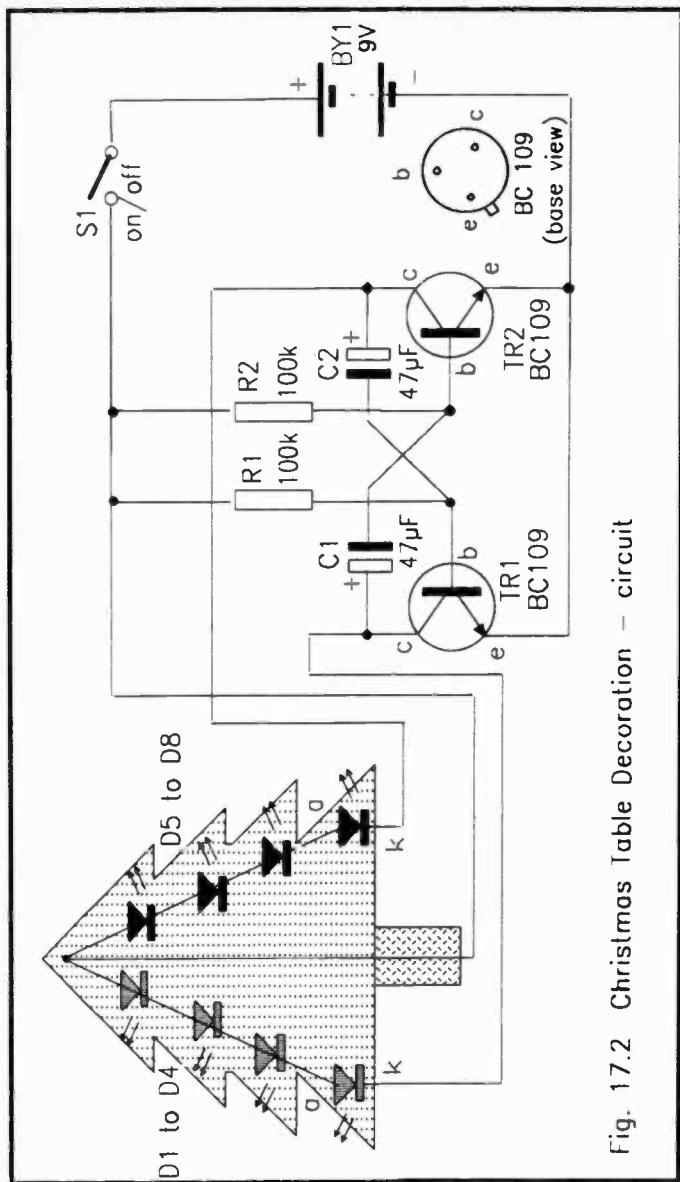 D1 to D4
D5 to D8
a
a
k
k
S1
on/off
+
BY1
9V
-
R1
100k
R2
100k
C1
+
47µF
C2
+
47µF
c
b
e
TR1
BC109
c
b
e
TR2
BC109
b
e
c
BC 109
(base view)
Fig. 17.2 Christmas Table Decoration – circuit